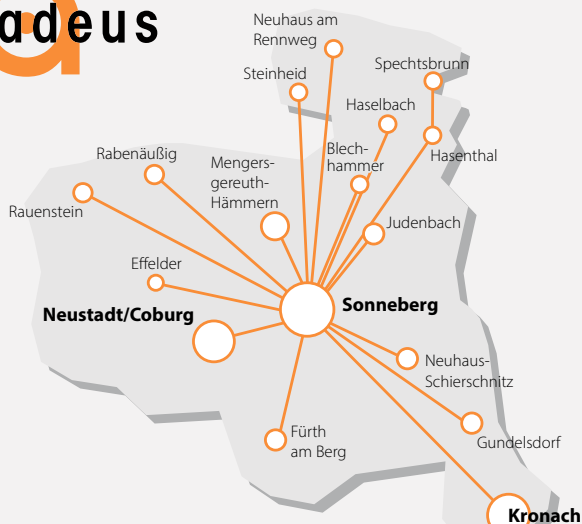 adeus
Neuhaus am
Rennweg
Spechtsbrunn
Steinheid
Haselbach
Blech-
hammer
Hasenthal
Rabenäußig
Mengers-
gereuth-
Hämmern
Rauenstein
Judenbach
Effelder
Neustadt/Coburg
Sonneberg
Neuhaus-
Schierschnitz
Fürth
am Berg
Gundelsdorf
Kronach